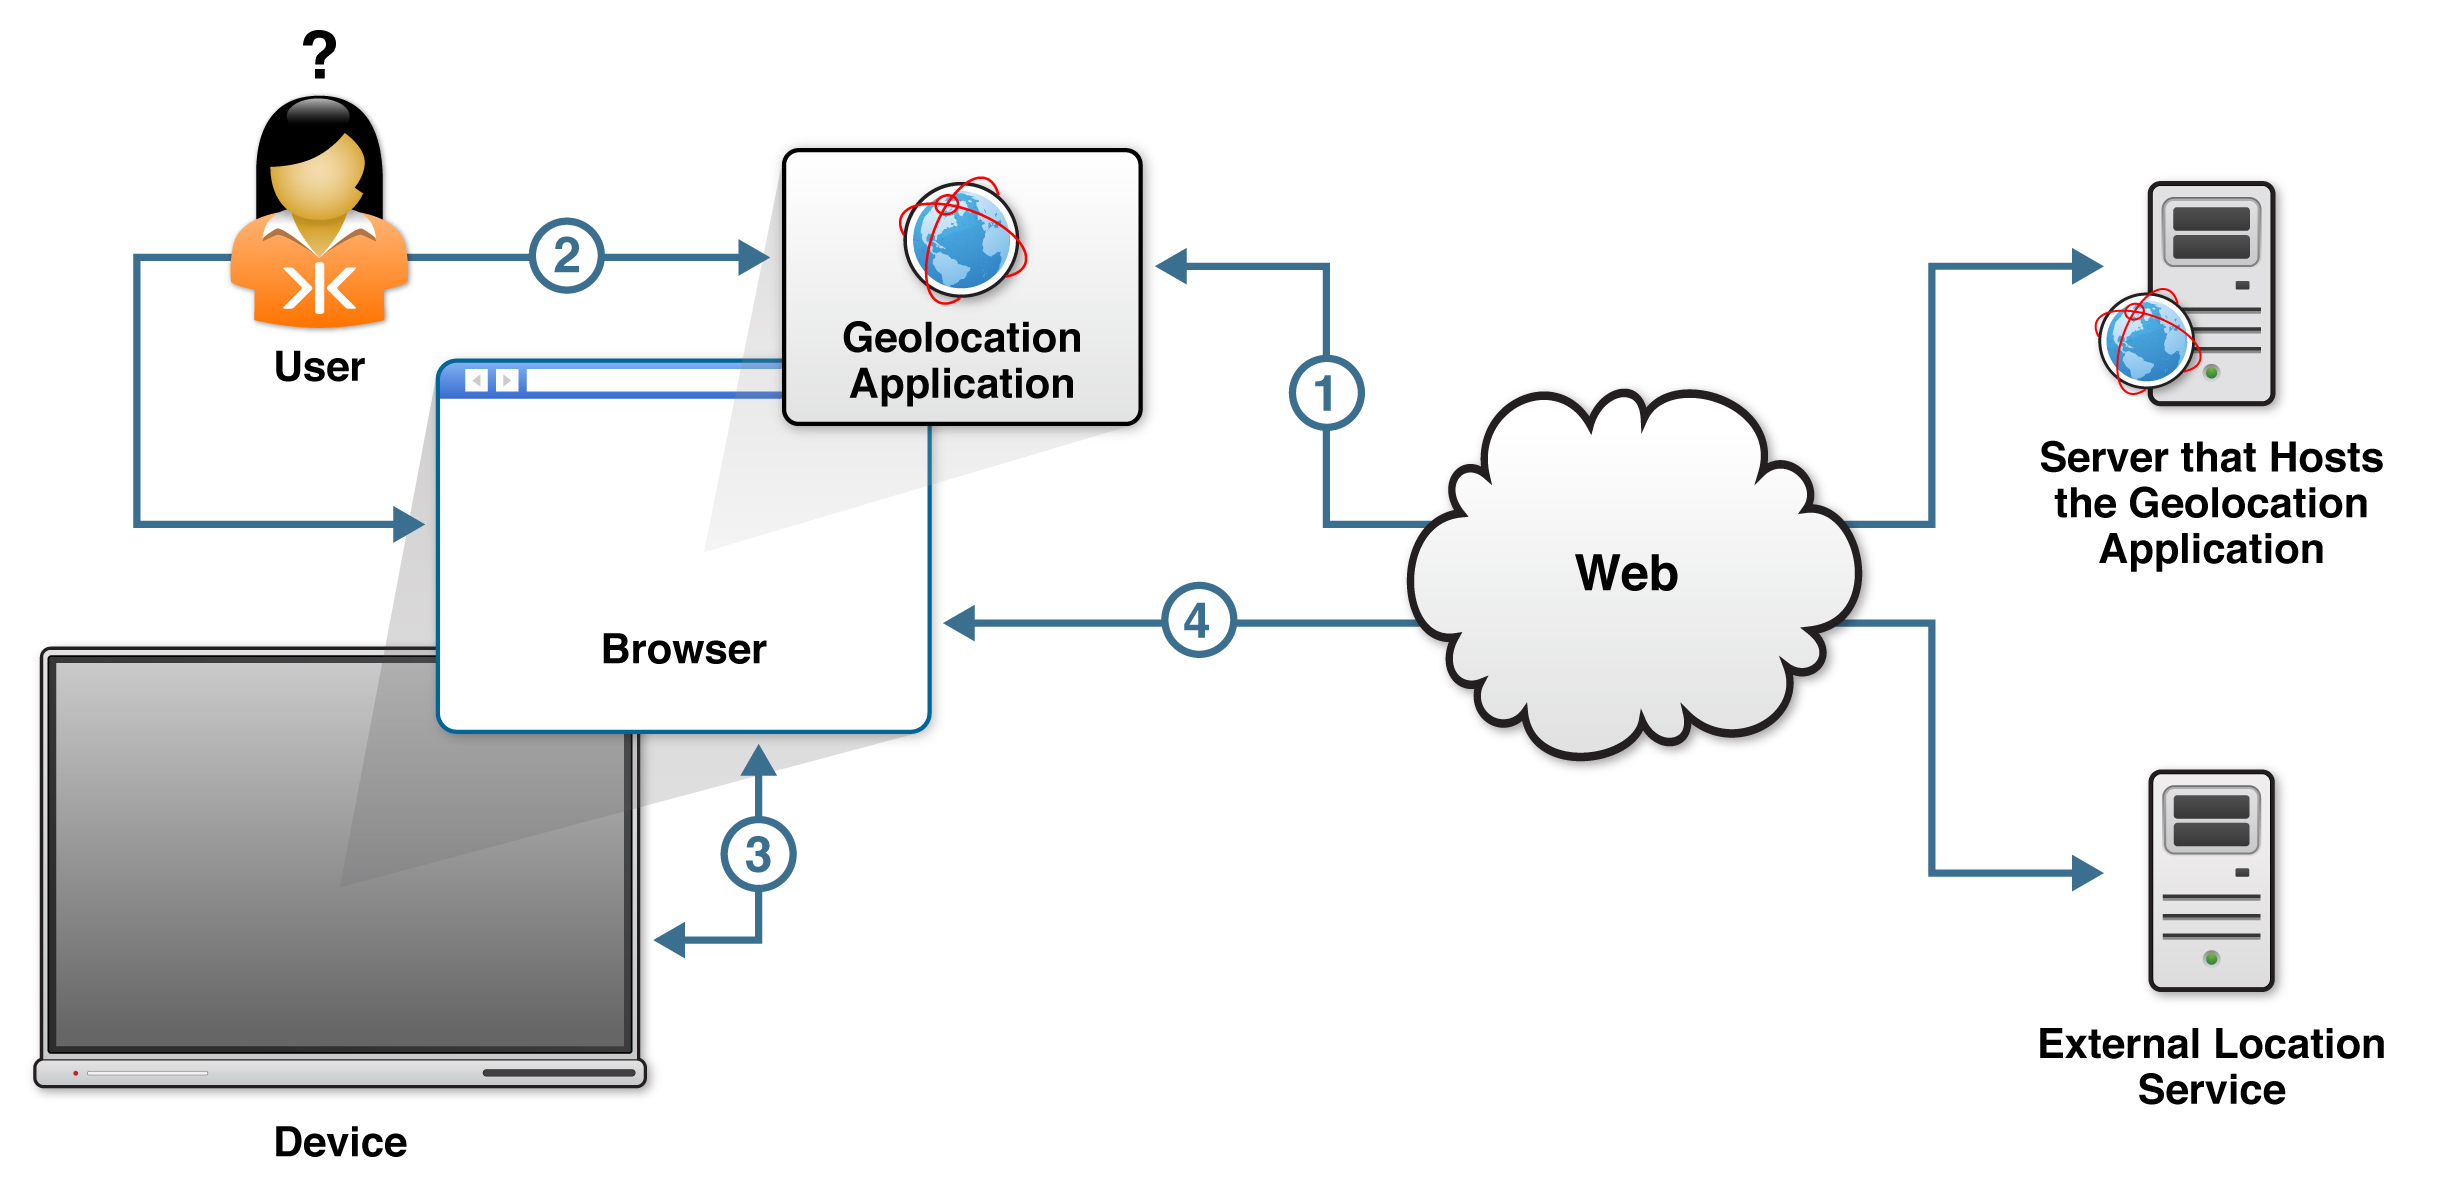 ?
User
2
Geolocation
Application
1
Server that Hosts
the Geolocation
Application
Web
4
Browser
3
External Location
Service
Device